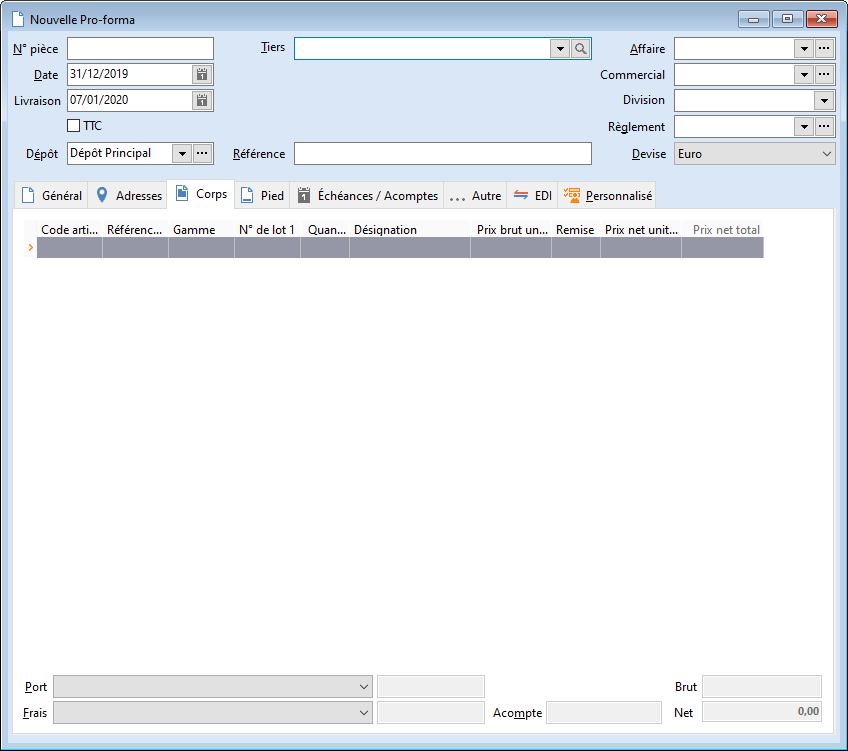 Nouvelle Pro-forma
N° pièce Tiers Affaire
Date 31/12/2019 Commercial
Livraison 07/01/2020 Division
TTC Règlement
Dépôt Dépôt Principal Référence Devise Euro
Général Adresses Corps Pied Échéances / Acomptes Autre EDI Personnalisé
Code arti... Référenc... Gamme N° de lot 1 Quan... Désignation Prix brut un... Remise Prix net unit... Prix net total
Port Brut
Frais Acompte Net 0,00